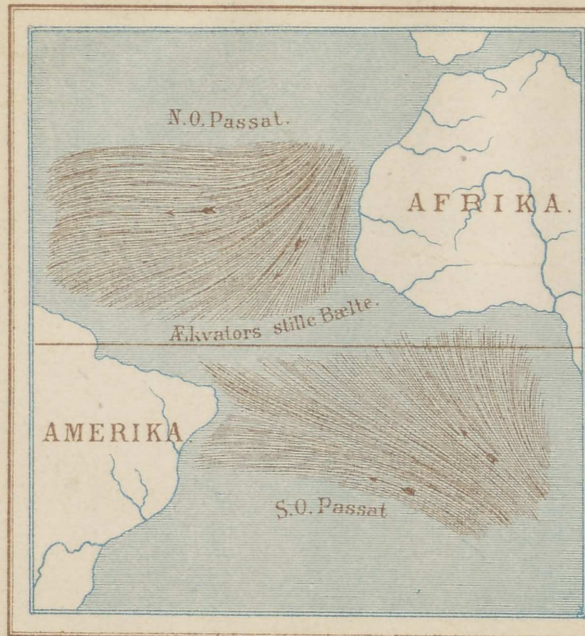 N.O. Passat.
AFRIKA.
Ækvators stille Bælte.
AMERIKA
S.O. Passat